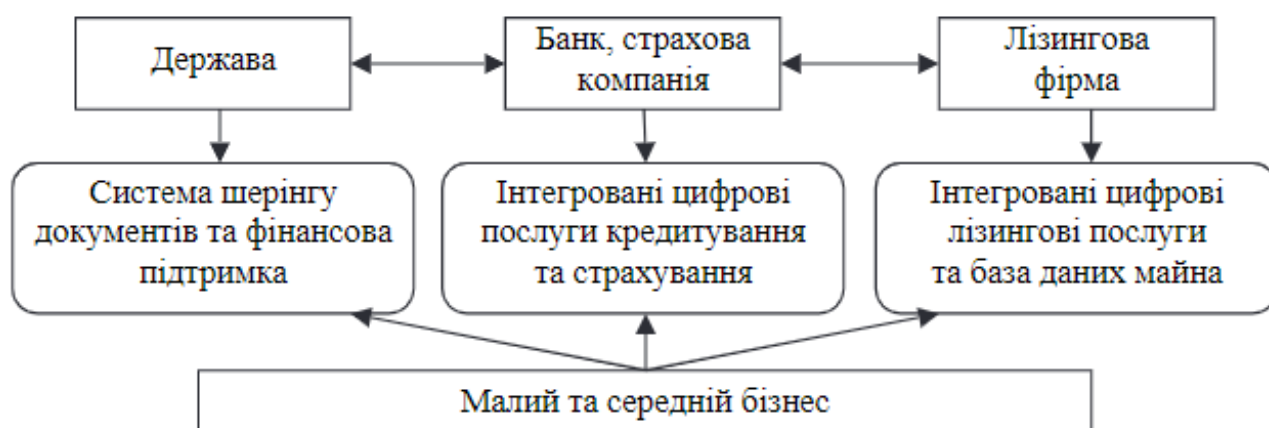 Держава
Банк, страхова
компанія
Лізингова
фірма
Система шерінгу
документів та фінансова
підтримка
Інтегровані цифрові
послуги кредитування
та страхування
Інтегровані цифрові
лізингові послуги
та база даних майна
Малий та середній бізнес